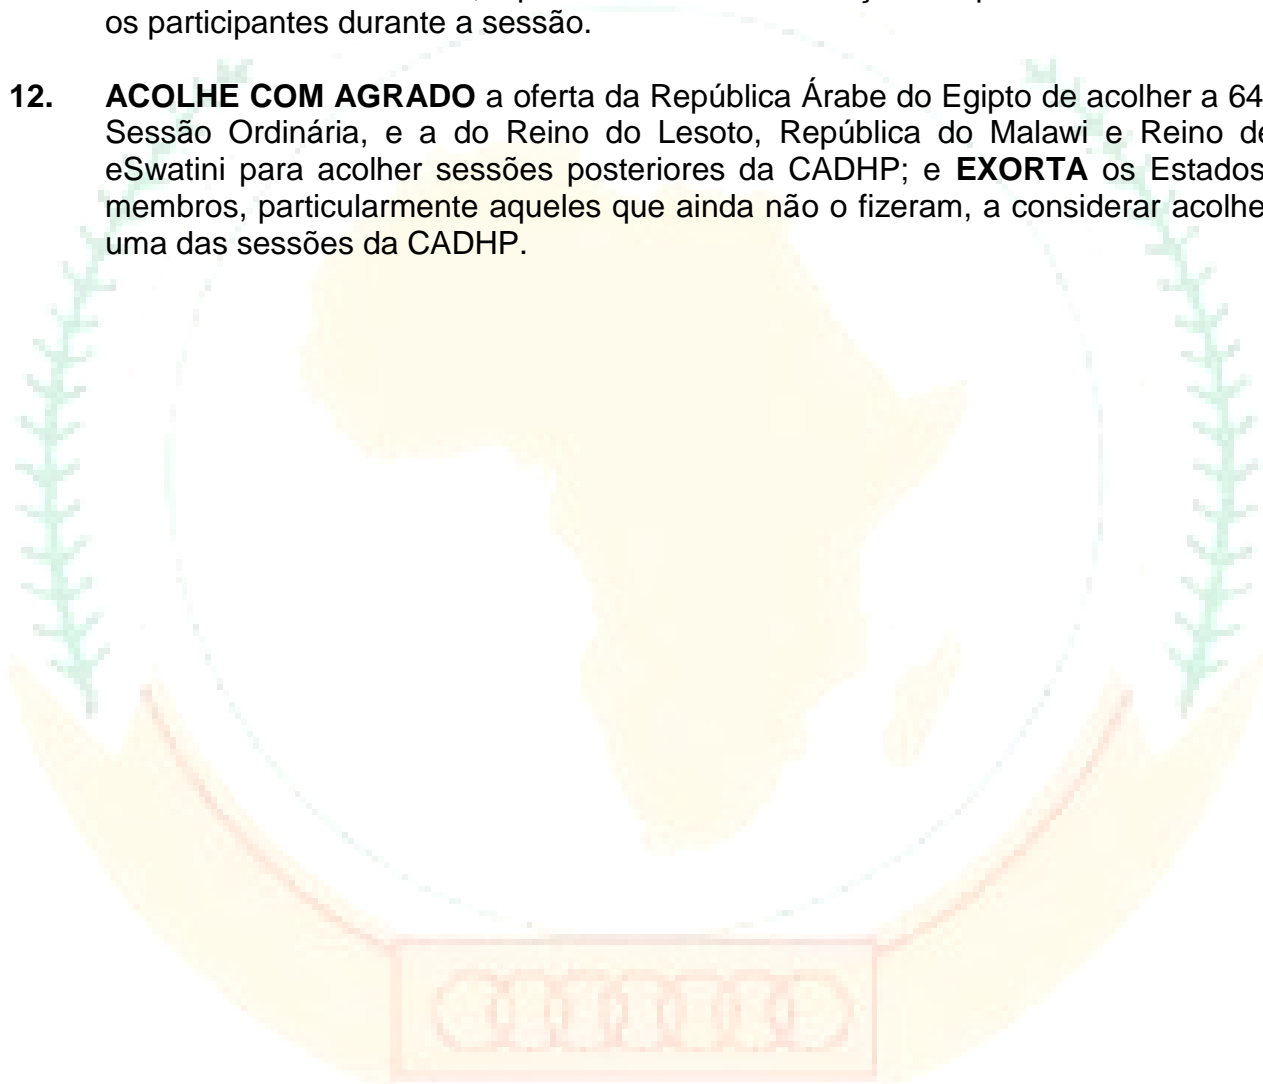 os participantes durante a sessão.
12. ACOLHE COM AGRADO a oferta da República Árabe do Egipto de acolher a 64
Sessão Ordinária, e a do Reino do Lesoto, República do Malawi e Reino de
eSwatini para acolher sessões posteriores da CADHP; e EXORTA os Estados
membros, particularmente aqueles que ainda não o fizeram, a considerar acolhe
uma das sessões da CADHP.